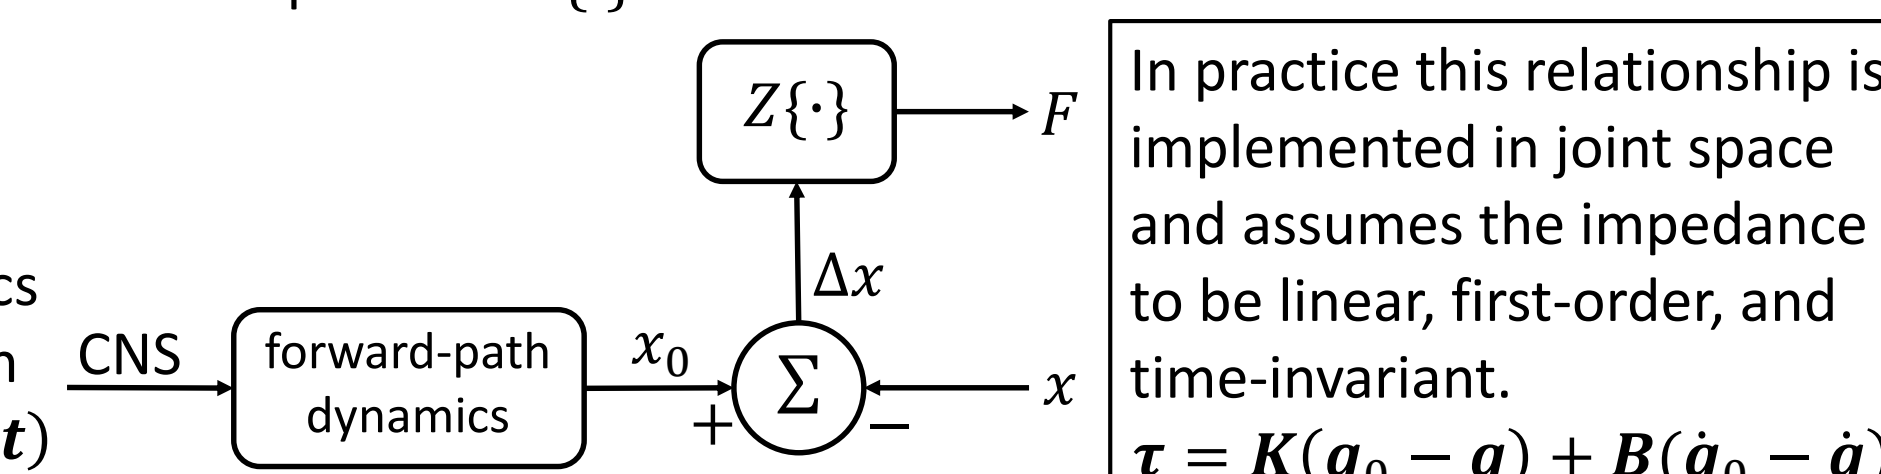 Z{·}
F
Δx
cs
n
t)
CNS
forward-path
dynamics
x₀
+
Σ
−
x
In practice this relationship is
implemented in joint space
and assumes the impedance
to be linear, first-order, and
time-invariant.
τ = K(q₀ − q) + B(q̇₀ − q̇)